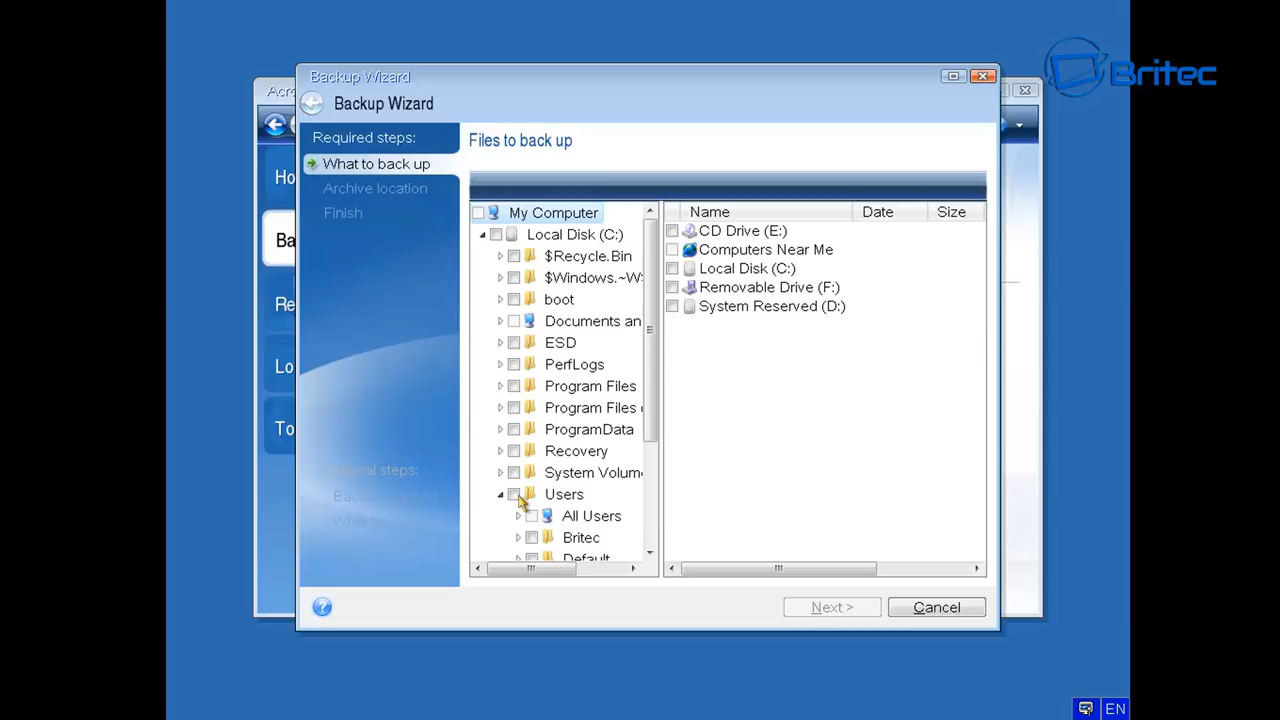 Britec
Backup Wizard
Acro
Backup Wizard
Required steps:
What to back up
Archive location
Finish
Files to back up
Ho
Ba
Re
Lo
To
My Computer
Local Disk (C:)
$Recycle.Bin
$Windows.~W
boot
Documents an
ESD
PerfLogs
Program Files
Program Files
ProgramData
Recovery
System Volum
Users
All Users
Britec
Default
Name Date Size
CD Drive (E:)
Computers Near Me
Local Disk (C:)
Removable Drive (F:)
System Reserved (D:)
steps:
Next >
Cancel
EN